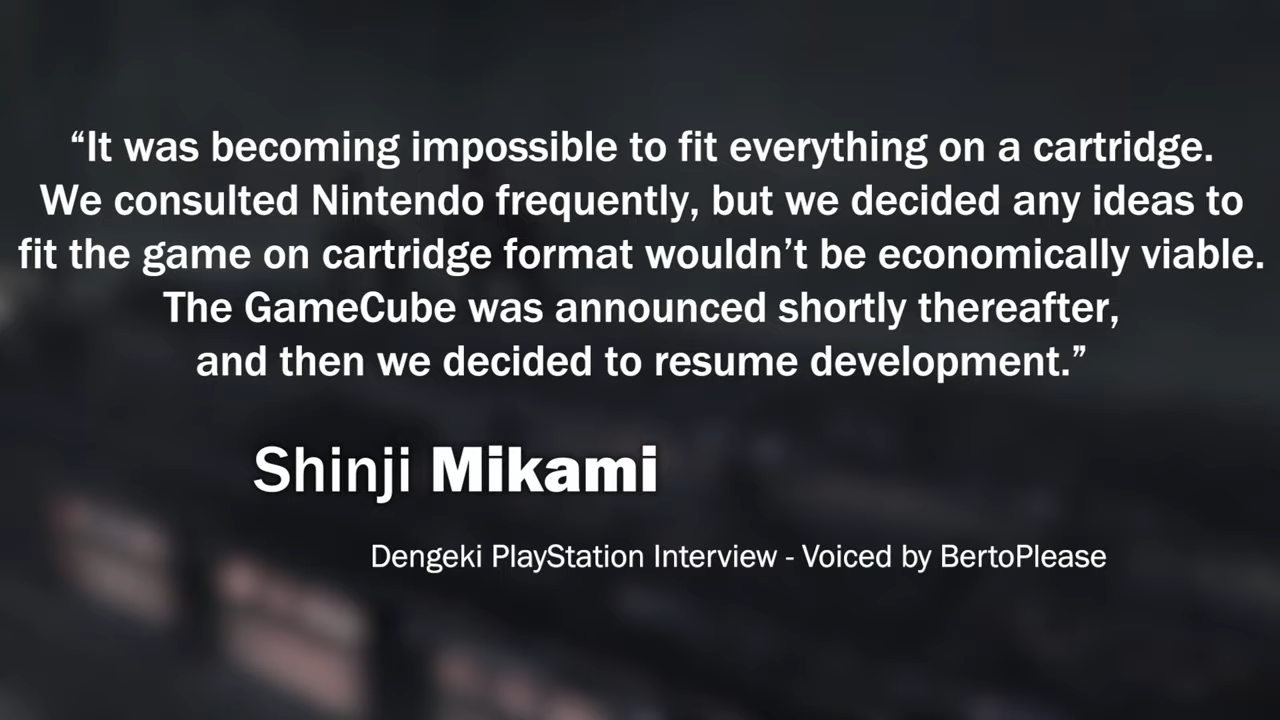 “It was becoming impossible to fit everything on a cartridge.
We consulted Nintendo frequently, but we decided any ideas to
fit the game on cartridge format wouldn’t be economically viable.
The GameCube was announced shortly thereafter,
and then we decided to resume development.”
Shinji Mikami
Dengeki PlayStation Interview - Voiced by BertoPlease